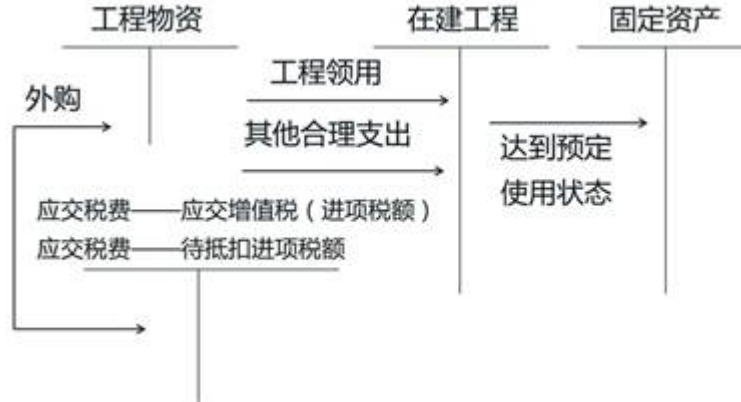 工程物资
在建工程
固定资产
外购
工程领用
其他合理支出
达到预定
使用状态
应交税费——应交增值税（进项税额）
应交税费——待抵扣进项税额